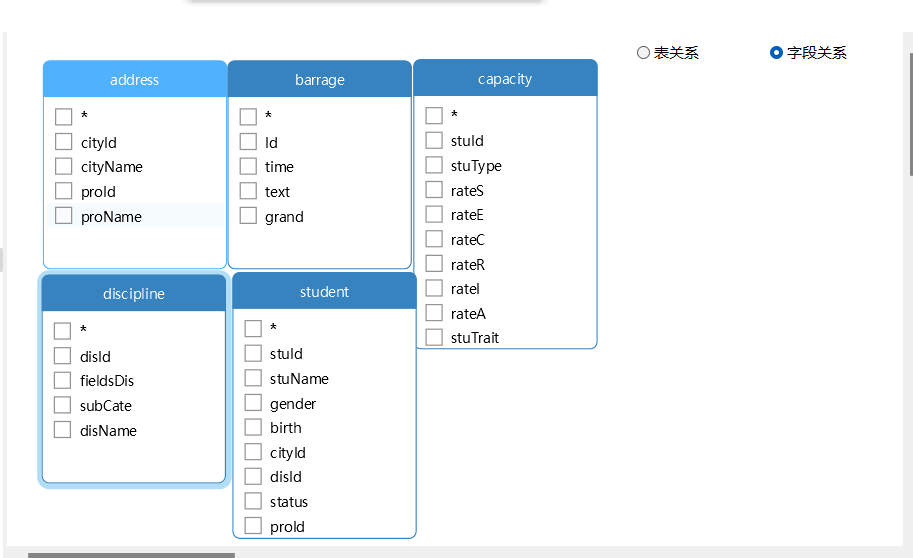 表关系
字段关系
address
*
cityId
cityName
proId
proName
barrage
*
Id
time
text
grand
capacity
*
stuId
stuType
rateS
rateE
rateC
rateR
rateI
rateA
stuTrait
discipline
*
disId
fieldsDis
subCate
disName
student
*
stuId
stuName
gender
birth
cityId
disId
status
proId